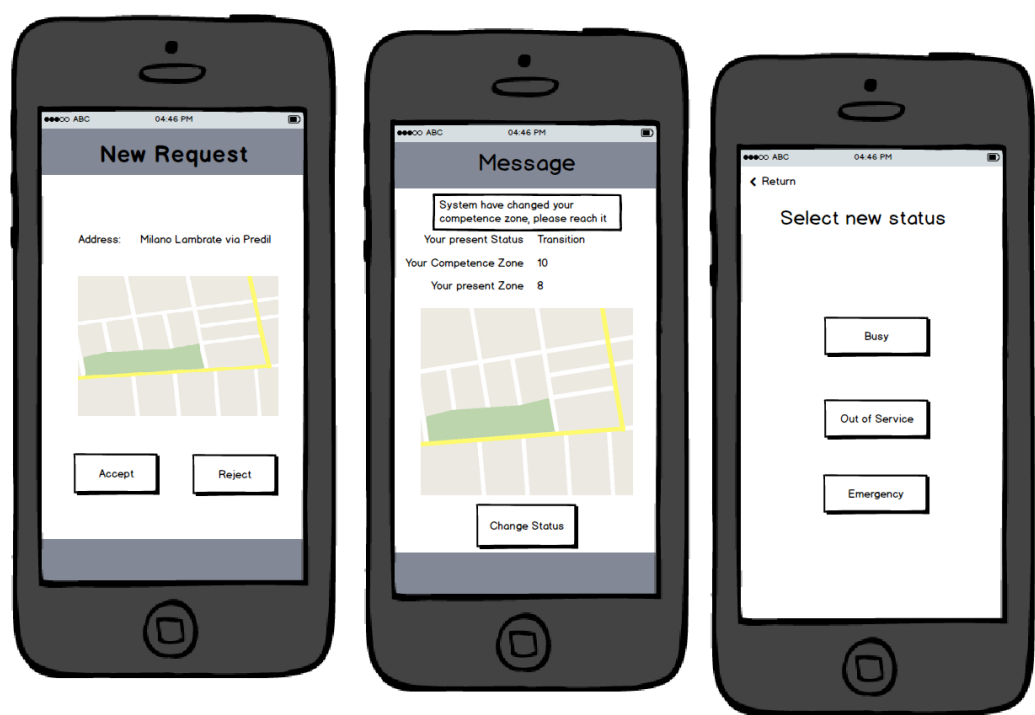 ABC 04:46 PM
New Request
Address: Milano Lambrate via Predil
Accept Reject
ABC 04:46 PM
Message
System have changed your
competence zone, please reach it
Your present Status Transition
Your Competence Zone 10
Your present Zone 8
Change Status
ABC 04:46 PM
Return
Select new status
Busy
Out of Service
Emergency